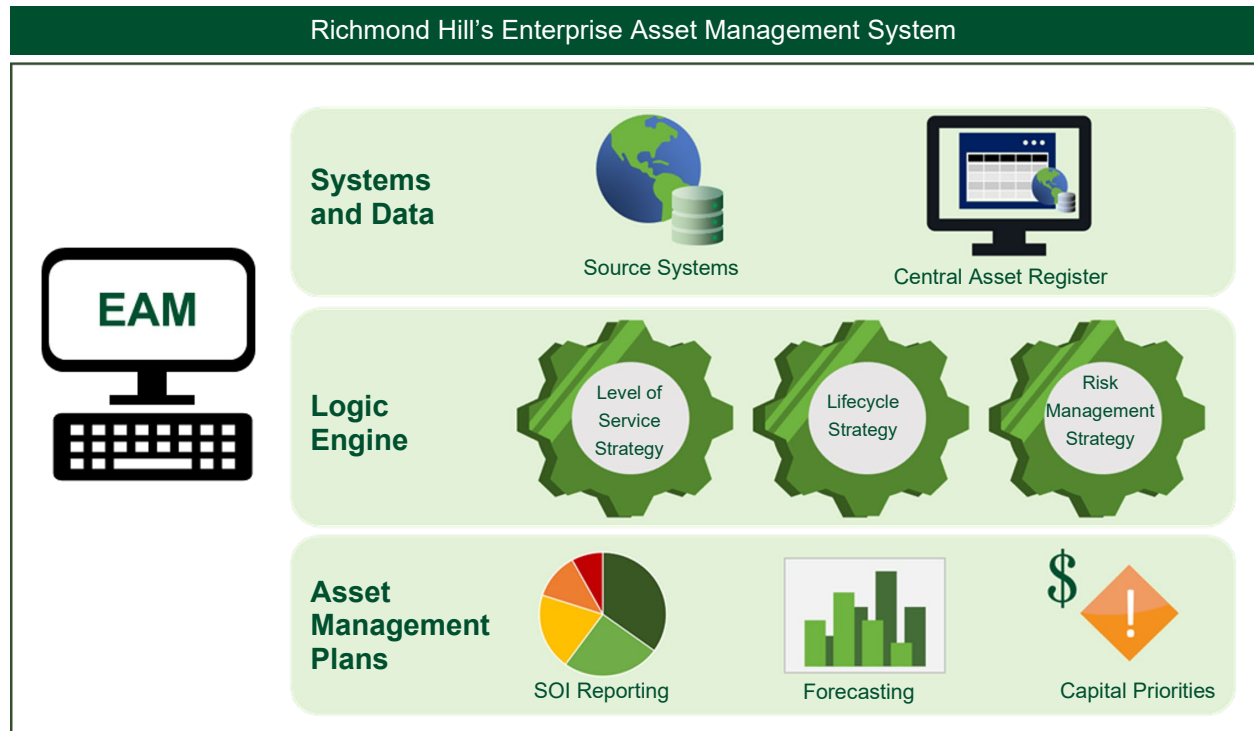 Richmond Hill’s Enterprise Asset Management System
EAM
Systems
and Data
Source Systems
Central Asset Register
Logic
Engine
Level of
Service
Strategy
Lifecycle
Strategy
Risk
Management
Strategy
Asset
Management
Plans
$
!
SOI Reporting
Forecasting
Capital Priorities